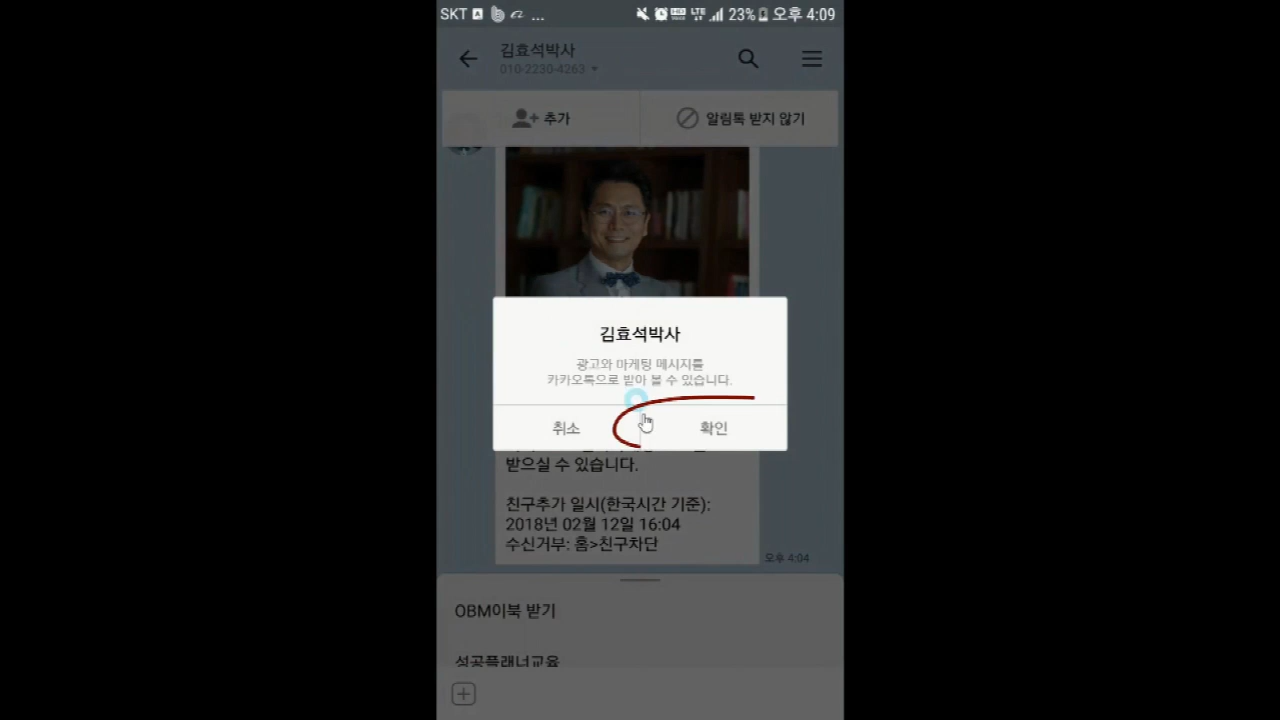 SKT
...
LTE
23%
오후 4:09
김효석박사
010-2230-4263
추가
알림톡 받지 않기
김효석박사
광고와 마케팅 메시지를
카카오톡으로 받아 볼 수 있습니다.
취소
확인
받으실 수 있습니다.
친구추가 일시(한국시간 기준):
2018년 02월 12일 16:04
수신거부: 홈>친구차단
오후 4:04
OBM이북 받기
성공플래너교육